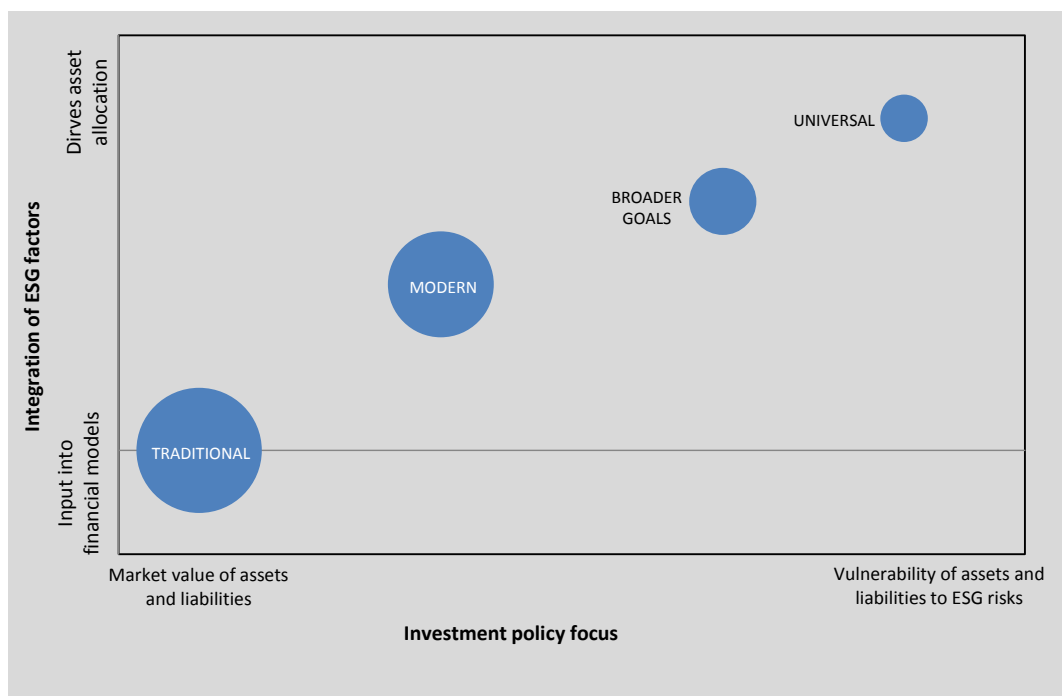 Dirves asset
allocation
Integration of ESG factors
Input into
financial models
UNIVERSAL
BROADER
GOALS
MODERN
TRADITIONAL
Market value of assets
and liabilities
Vulnerability of assets and
liabilities to ESG risks
Investment policy focus